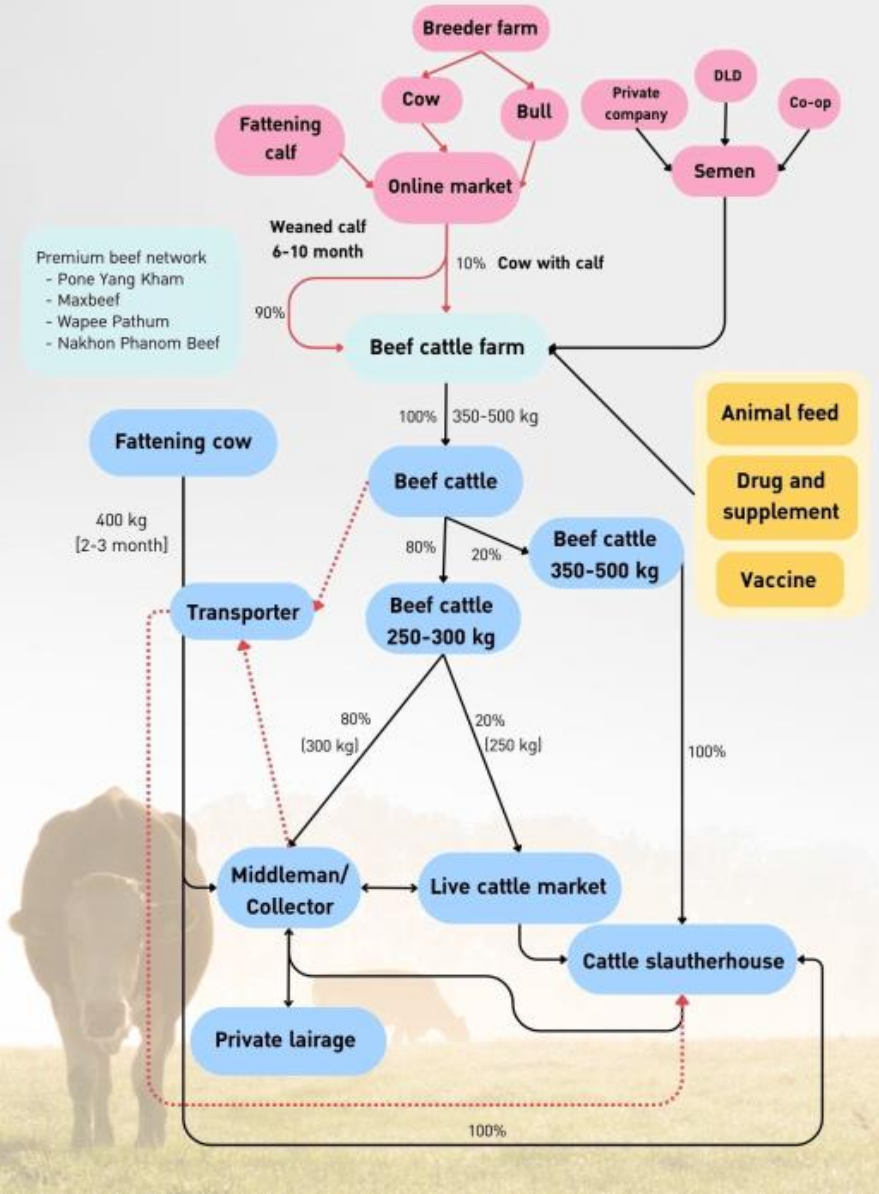 Breeder farm
Cow
Bull
Fattening
calf
Online market
Private
company
DLD
Co-op
Semen
Weaned calf
6-10 month
10% Cow with calf
90%
Premium beef network
- Pone Yang Kham
- Maxbeef
- Wapee Pathum
- Nakhon Phanom Beef
Beef cattle farm
100% 350-500 kg
Animal feed
Drug and
supplement
Vaccine
Fattening cow
400 kg
[2-3 month]
Beef cattle
80%
20%
Beef cattle
350-500 kg
Transporter
Beef cattle
250-300 kg
80%
[300 kg]
20%
[250 kg]
100%
Middleman/
Collector
Live cattle market
Cattle slautherhouse
Private lairage
100%